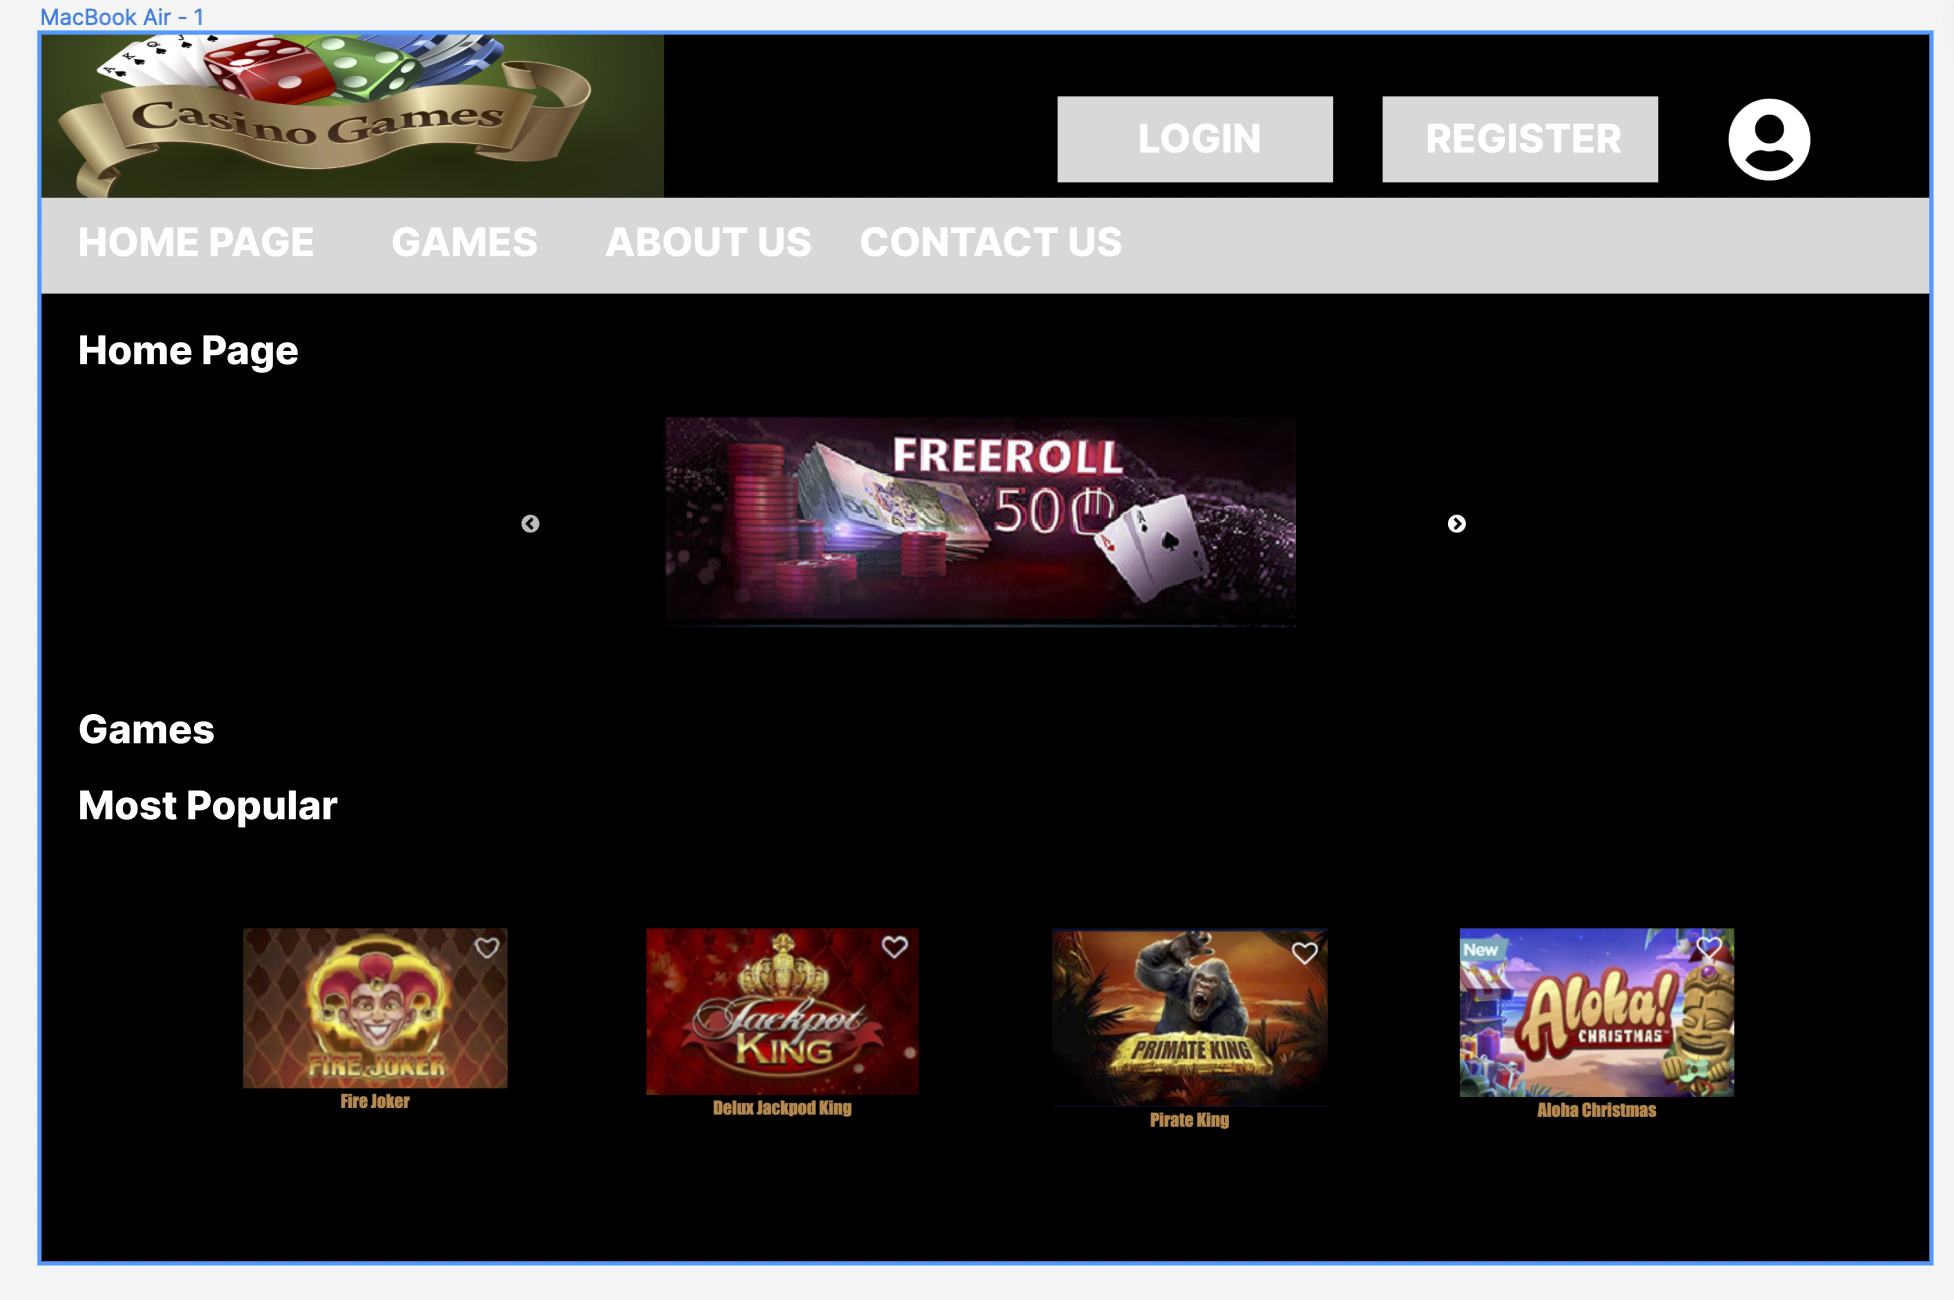 MacBook Air - 1
Casino Games
LOGIN
REGISTER
HOME PAGE
GAMES
ABOUT US
CONTACT US
Home Page
FREEROLL
50₾
Games
Most Popular
FIRE JOKER
Jackpot
KING
PRIMATE KING
New
Aloha!
CHRISTMAS™
Fire Joker
Delux Jackpod King
Pirate King
Aloha Christmas